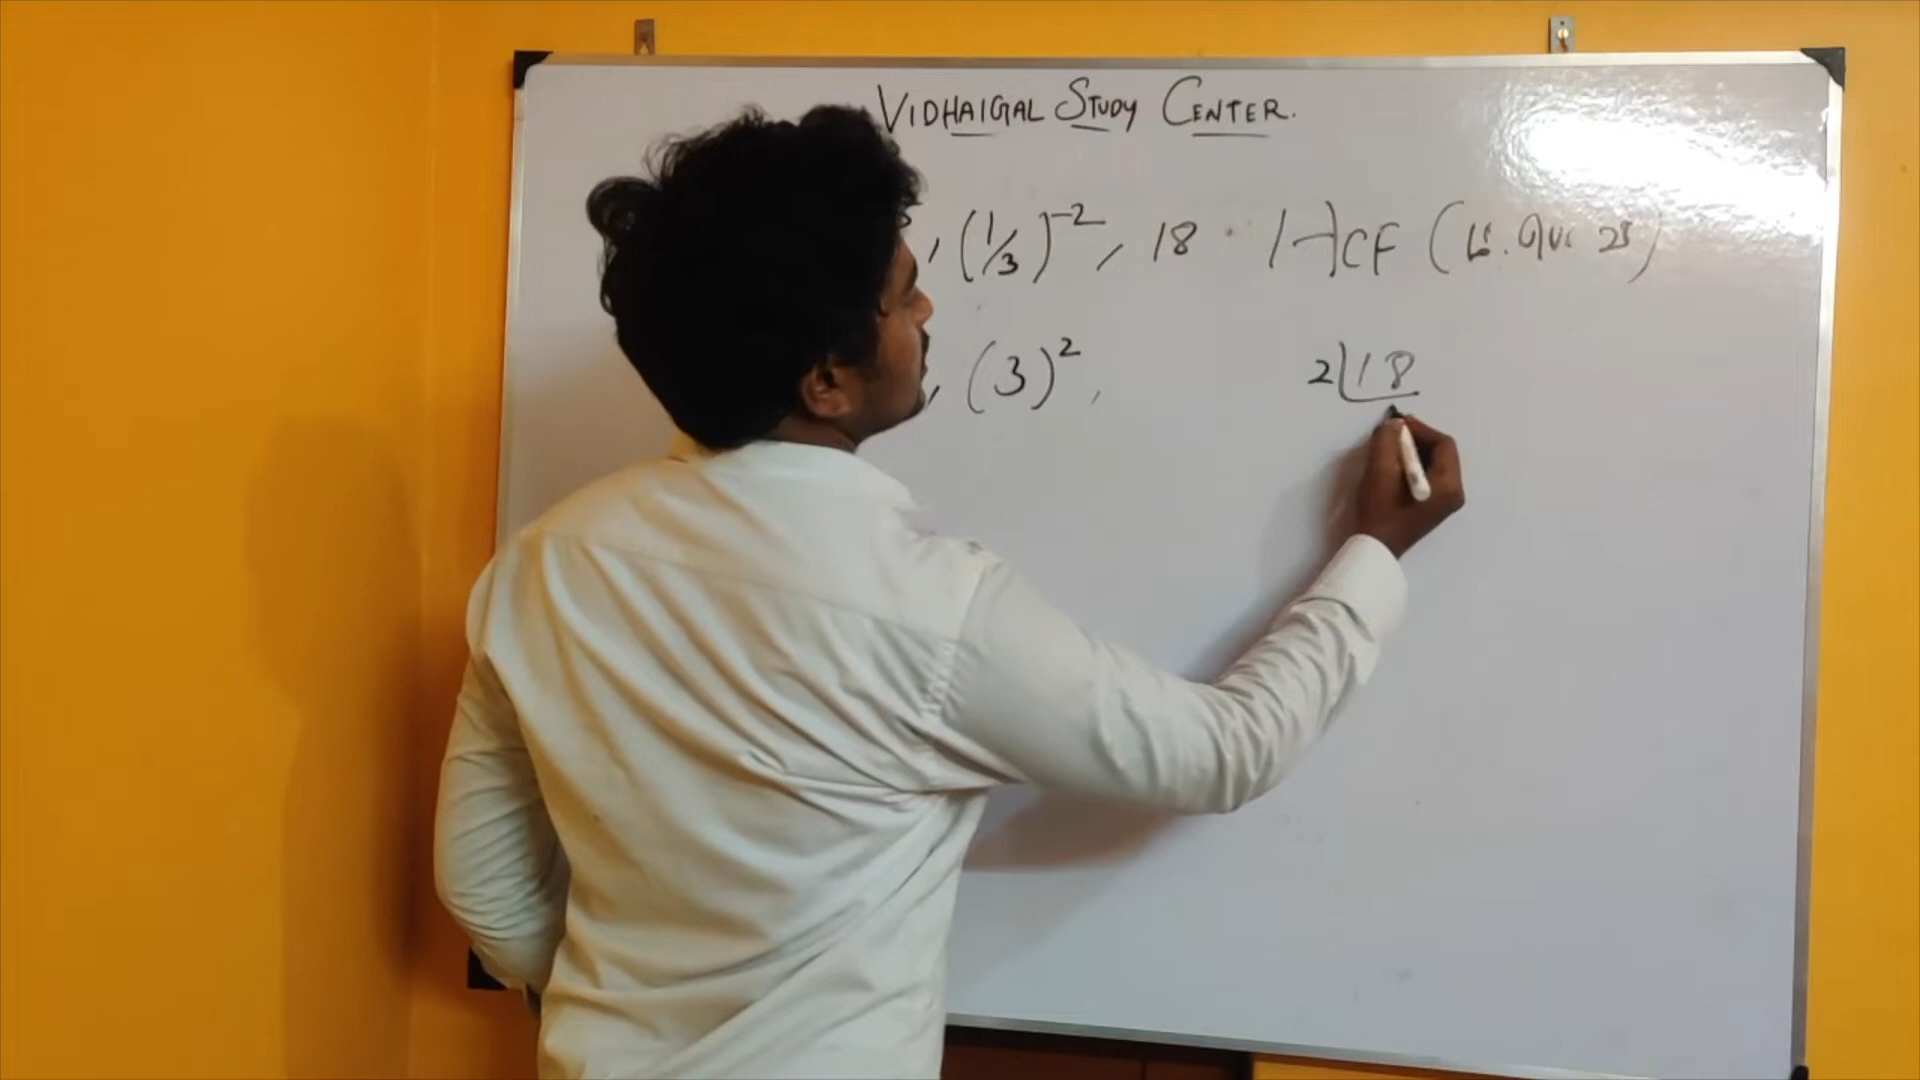 VIDHAIGAL STUDY CENTER.
, (1/3)⁻², 18 HCF (
, (3)², 2|18